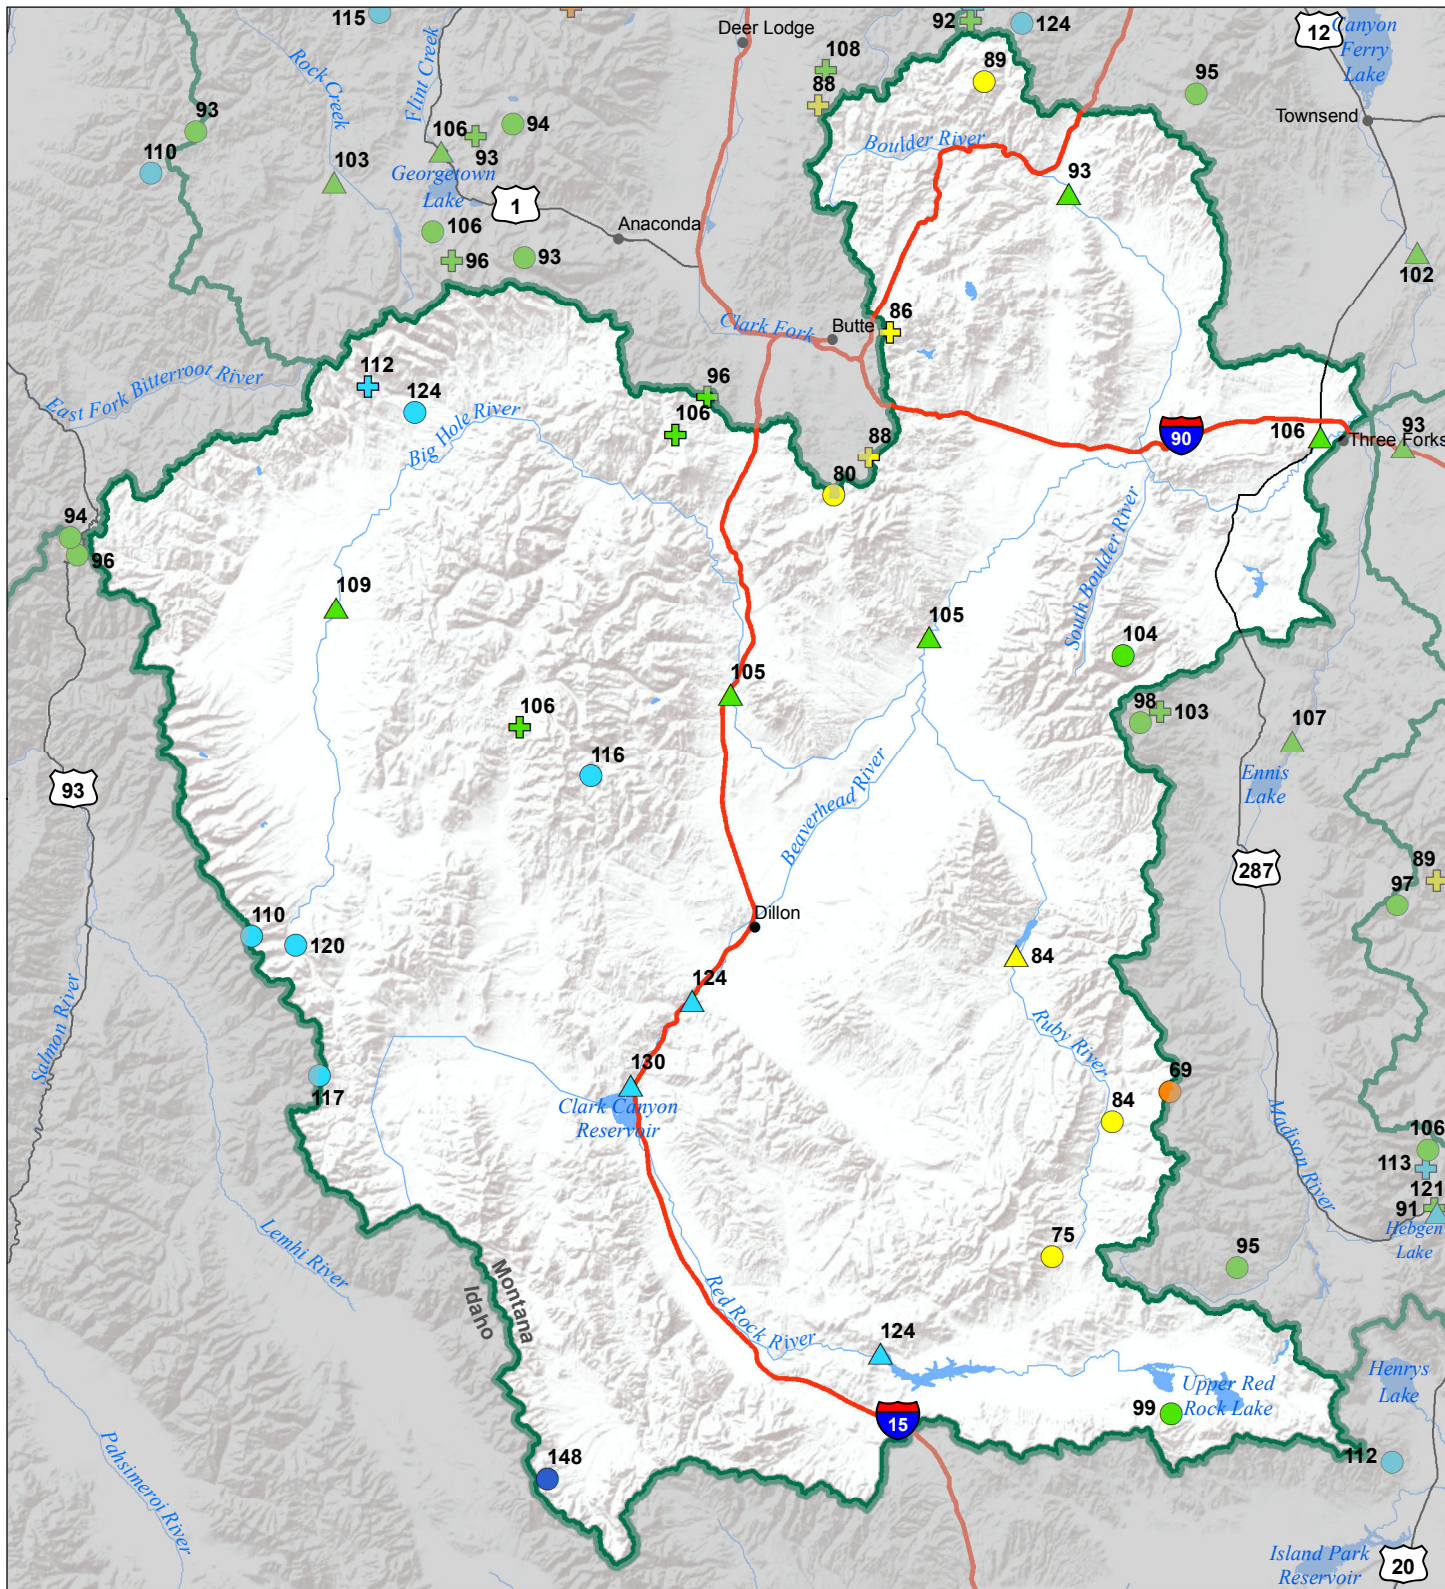 115
Deer Lodge
92
124
12
Canyon
Ferry
Lake
Rock Creek
Flint Creek
108
88
89
95
Townsend
93
110
103
106
93
94
Georgetown
Lake
1
Boulder River
93
106
96
93
Anaconda
102
Clark Fork
Butte
86
East Fork Bitterroot River
112
124
Big Hole River
96
106
88
80
90
106
Three Forks
93
94
96
109
South Boulder River
105
104
105
106
116
98
103
107
Ennis
Lake
93
Beaverhead River
287
89
97
110
120
Dillon
84
124
Salmon River
Ruby River
130
Clark Canyon
Reservoir
117
69
84
Madison River
106
113
121
91
Hebgen
Lake
Lemhi River
Montana
Idaho
75
95
Red Rock River
124
Henrys
Lake
Upper Red
Rock Lake
99
15
112
148
Pahsimeroi River
Island Park
Reservoir
20